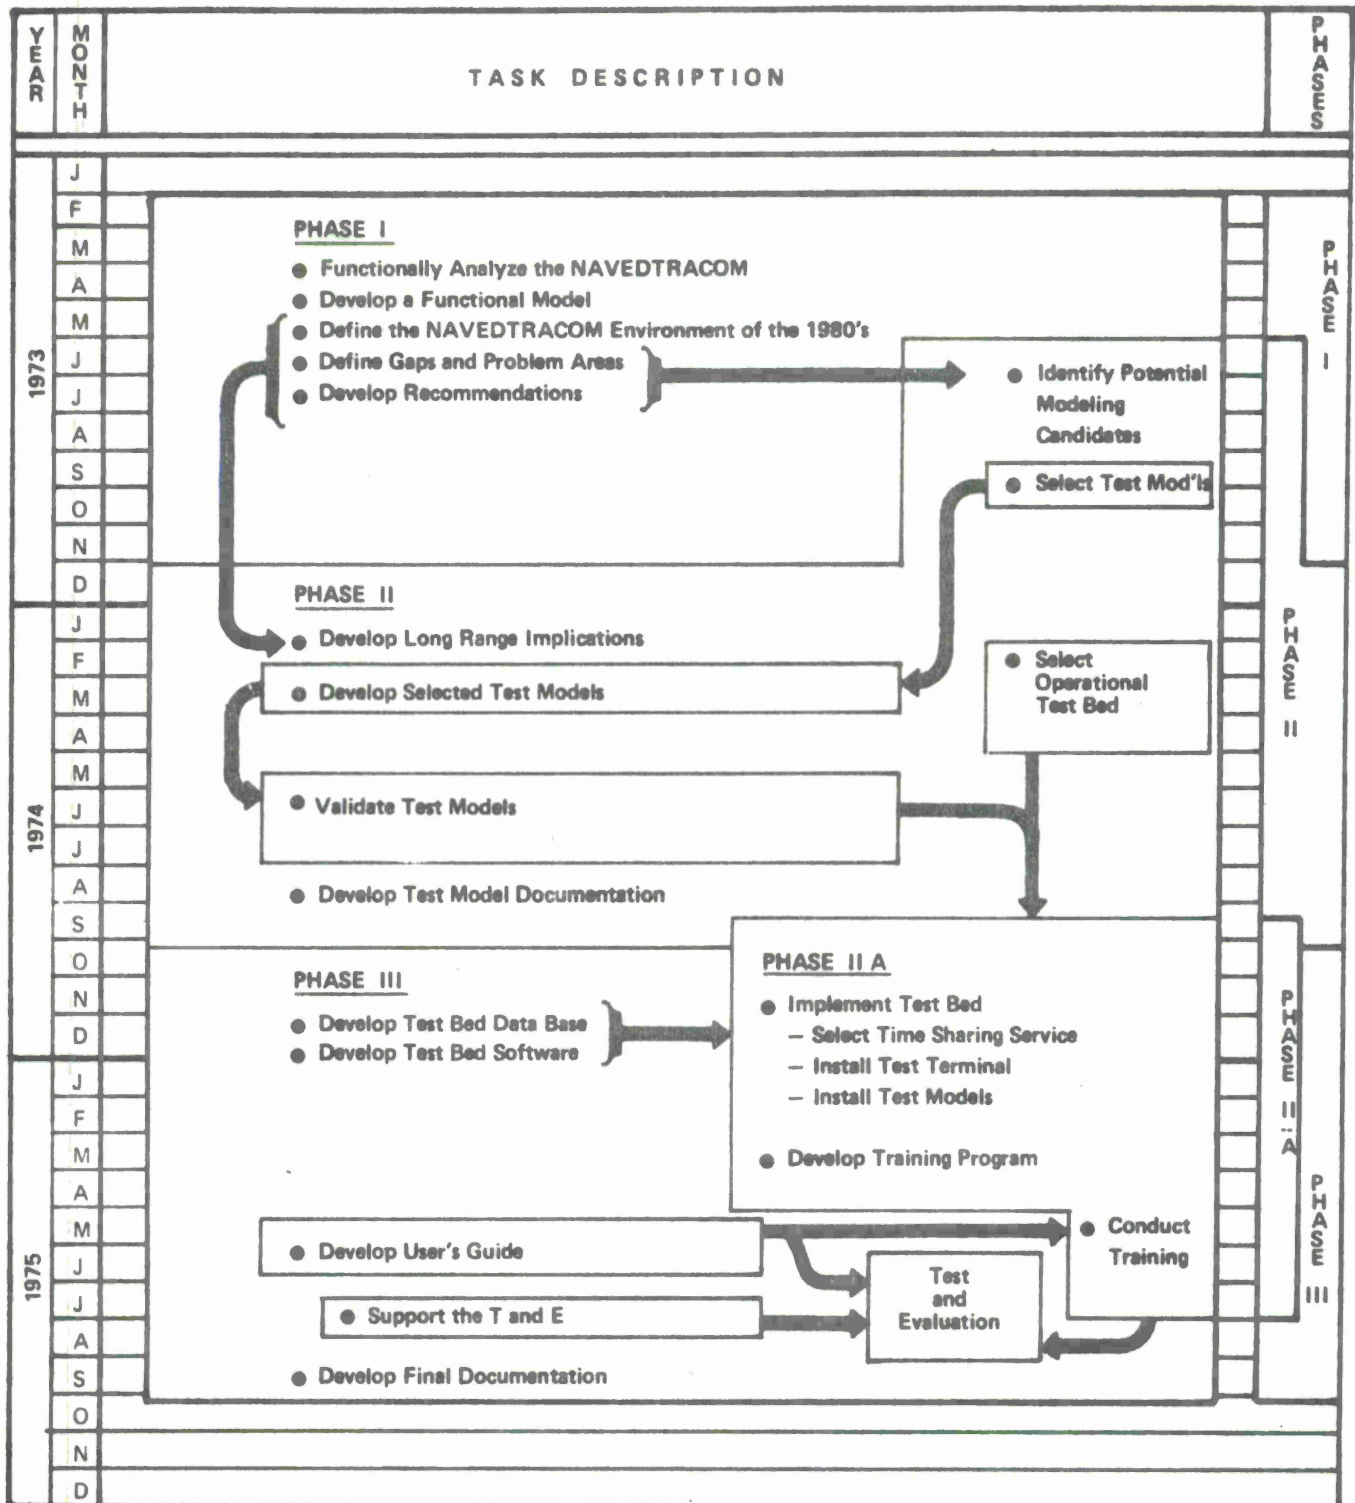 YEAR
MONTH
TASK DESCRIPTION
PHASES
1973
J
F
M
A
M
J
J
A
S
O
N
D
1974
J
F
M
A
M
J
J
A
S
O
N
D
1975
J
F
M
A
M
J
J
A
S
O
N
D
PHASE I
● Functionally Analyze the NAVEDTRACOM
● Develop a Functional Model
● Define the NAVEDTRACOM Environment of the 1980's
● Define Gaps and Problem Areas
● Develop Recommendations
● Identify Potential
Modeling
Candidates
● Select Test Mod'ls
PHASE II
● Develop Long Range Implications
● Develop Selected Test Models
● Select
Operational
Test Bed
● Validate Test Models
● Develop Test Model Documentation
PHASE III
● Develop Test Bed Data Base
● Develop Test Bed Software
PHASE II A
● Implement Test Bed
— Select Time Sharing Service
— Install Test Terminal
— Install Test Models
● Develop Training Program
● Develop User's Guide
● Conduct
Training
Test
and
Evaluation
● Support the T and E
● Develop Final Documentation
PHASE I
PHASE II
PHASE II-A
PHASE III